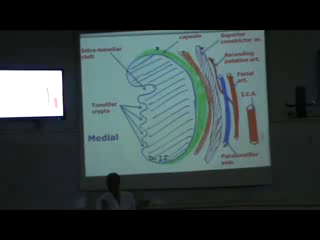 capsule
Superior
constrictor m.
Intra-tonsillar
cleft
Ascending
palatine art.
Facial
art.
I.C.A.
Tonsillar
crypts
Medial
Paratonsillar
vein